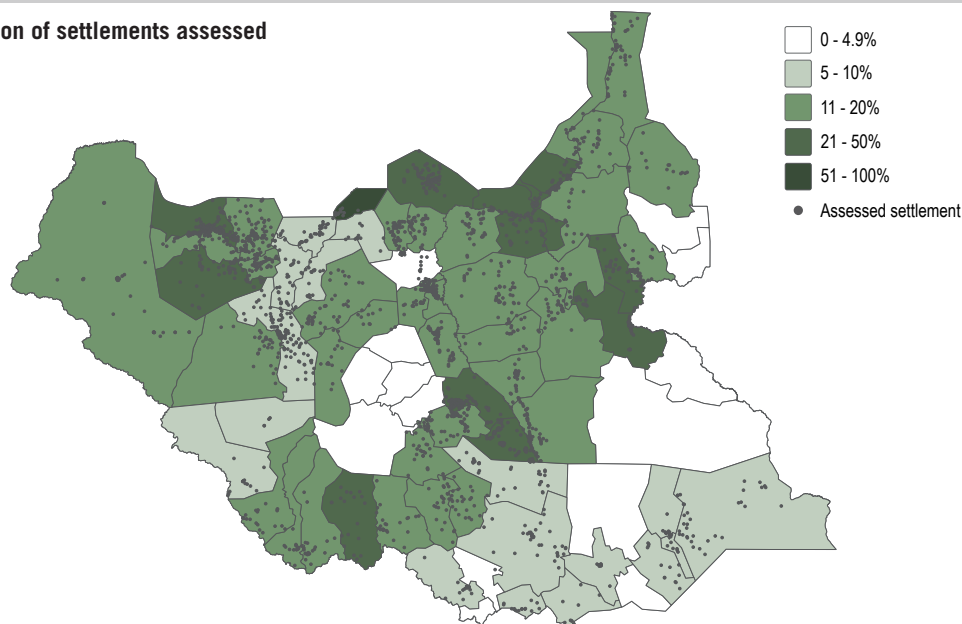 on of settlements assessed
0 - 4.9%
5 - 10%
11 - 20%
21 - 50%
51 - 100%
Assessed settlement